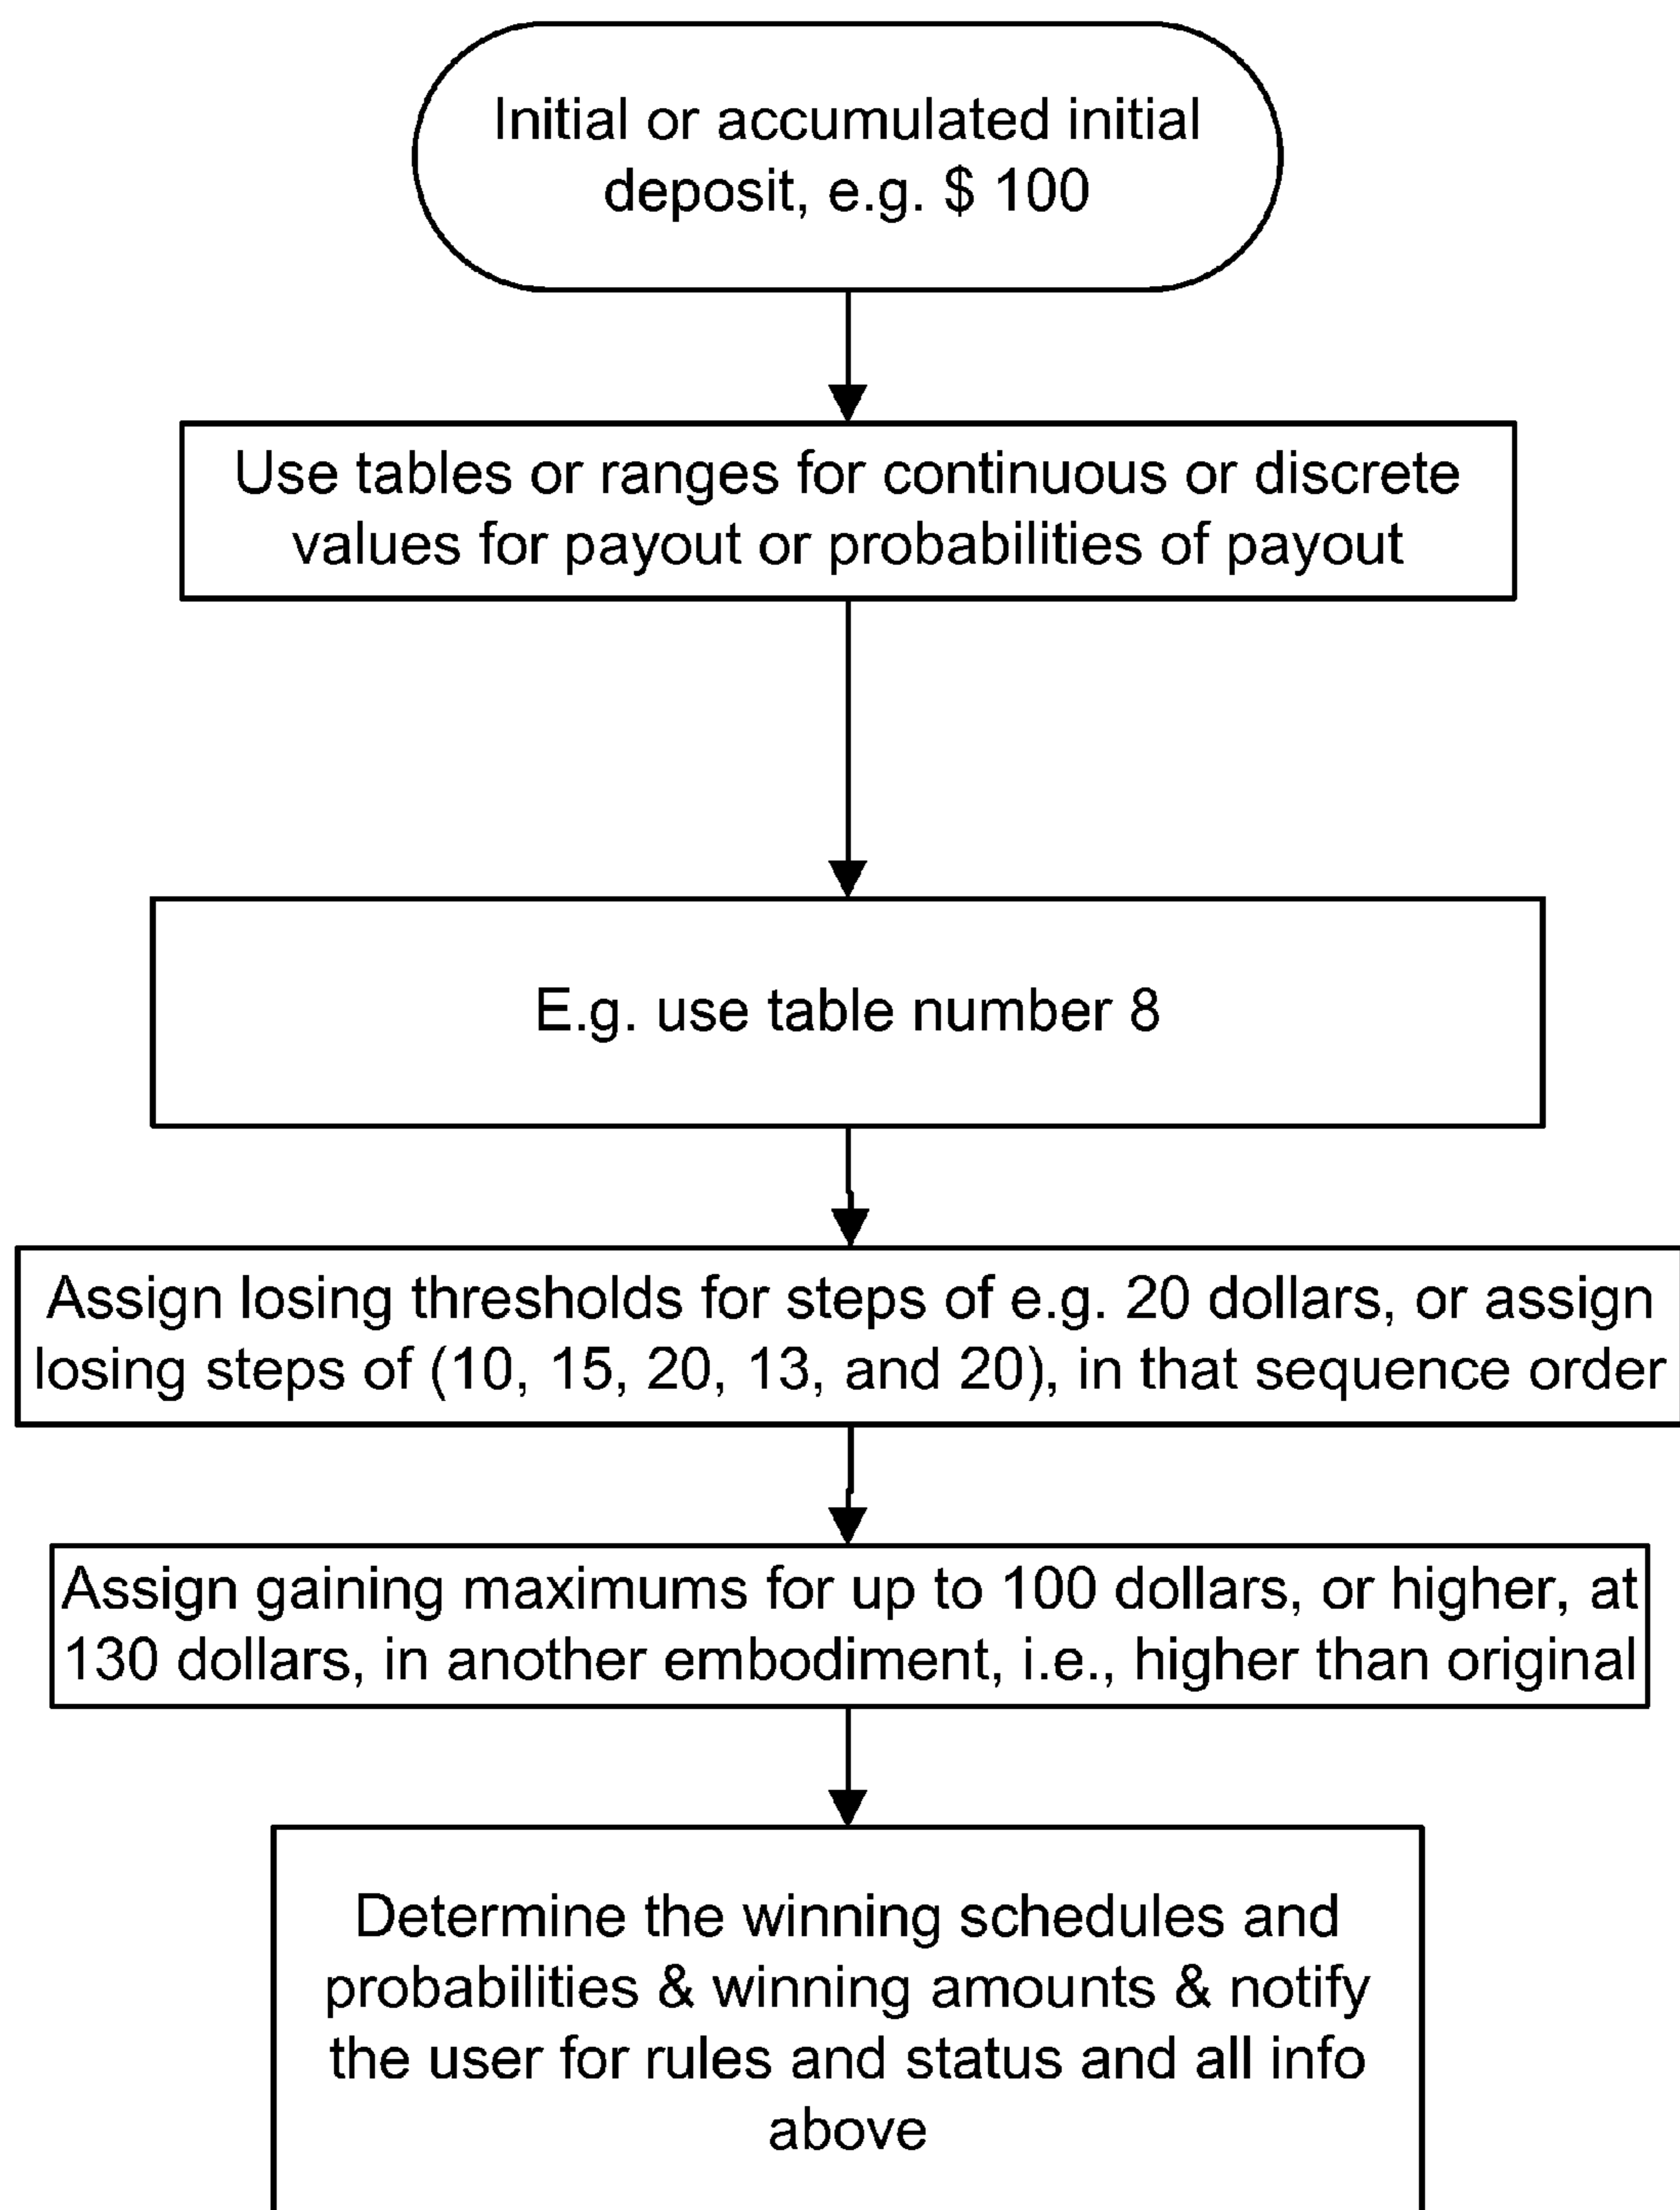 Initial or accumulated initial
deposit, e.g. $ 100
Use tables or ranges for continuous or discrete
values for payout or probabilities of payout
E.g. use table number 8
Assign losing thresholds for steps of e.g. 20 dollars, or assign
losing steps of (10, 15, 20, 13, and 20), in that sequence order
Assign gaining maximums for up to 100 dollars, or higher, at
130 dollars, in another embodiment, i.e., higher than original
Determine the winning schedules and
probabilities & winning amounts & notify
the user for rules and status and all info
above